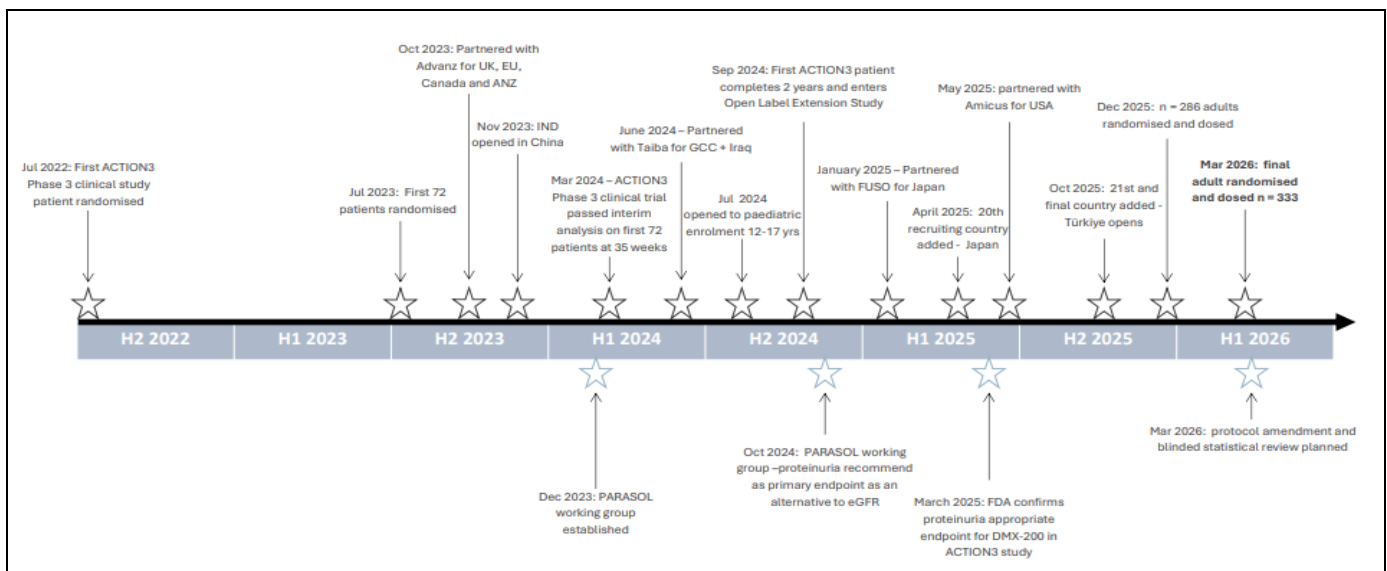 Oct 2023: Partnered with
Advanz for UK, EU,
Canada and ANZ
Sep 2024: First ACTION3 patient
completes 2 years and enters
Open Label Extension Study
May 2025: partnered with
Amicus for USA
Dec 2025: n = 286 adults
randomised and dosed
Nov 2023: IND
opened in China
June 2024 – Partnered
with Taiba for GCC + Iraq
Jul 2022: First ACTION3
Phase 3 clinical study
patient randomised
Jul 2023: First 72
patients randomised
Mar 2024 – ACTION3
Phase 3 clinical trial
passed interim
analysis on first 72
patients at 35 weeks
Jul 2024
opened to paediatric
enrolment 12-17 yrs
January 2025 – Partnered
with FUSO for Japan
April 2025: 20th
recruiting country
added - Japan
Oct 2025: 21st and
final country added -
Türkiye opens
Mar 2026: final
adult randomised
and dosed n = 333
H2 2022
H1 2023
H2 2023
H1 2024
H2 2024
H1 2025
H2 2025
H1 2026
Dec 2023: PARASOL
working group
established
Oct 2024: PARASOL working
group –proteinuria recommend
as primary endpoint as an
alternative to eGFR
March 2025: FDA confirms
proteinuria appropriate
endpoint for DMX-200 in
ACTION3 study
Mar 2026: protocol amendment and
blinded statistical review planned